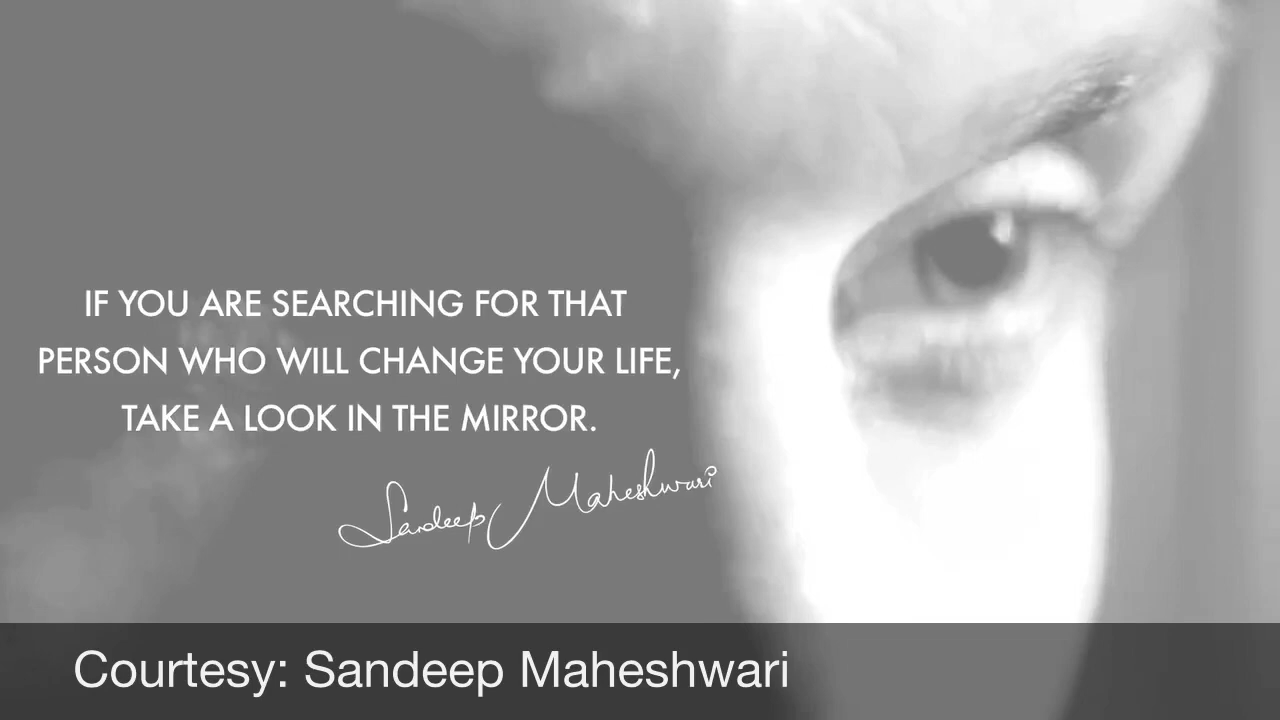 IF YOU ARE SEARCHING FOR THAT
PERSON WHO WILL CHANGE YOUR LIFE,
TAKE A LOOK IN THE MIRROR.
Sandeep Maheshwari
Courtesy: Sandeep Maheshwari